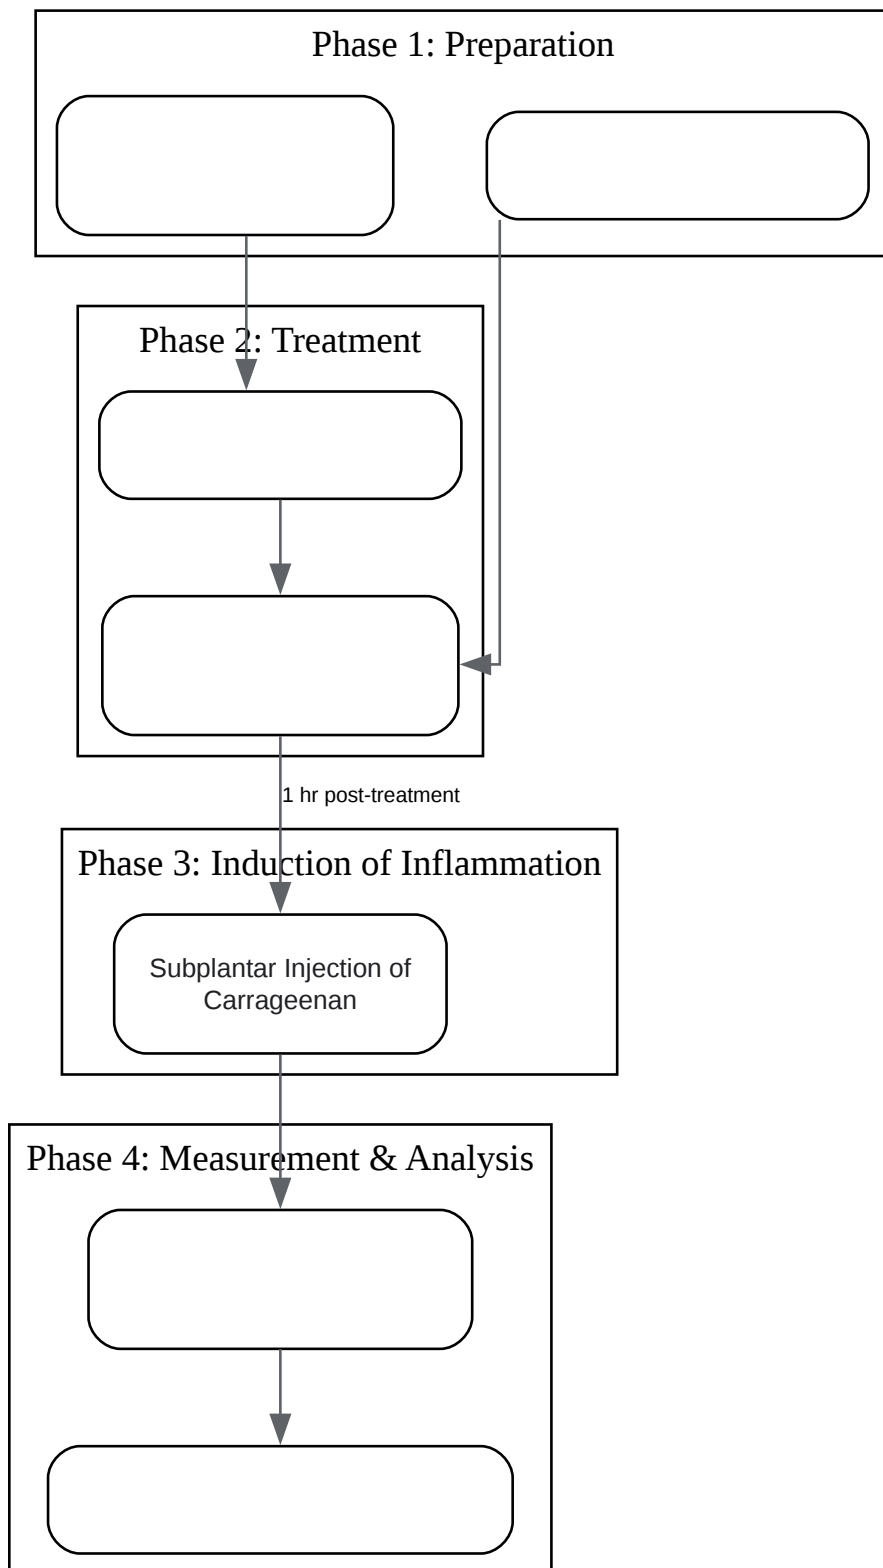 Phase 1: Preparation
Phase 2: Treatment
1 hr post-treatment
Phase 3: Induction of Inflammation
Subplantar Injection of
Carrageenan
Phase 4: Measurement & Analysis